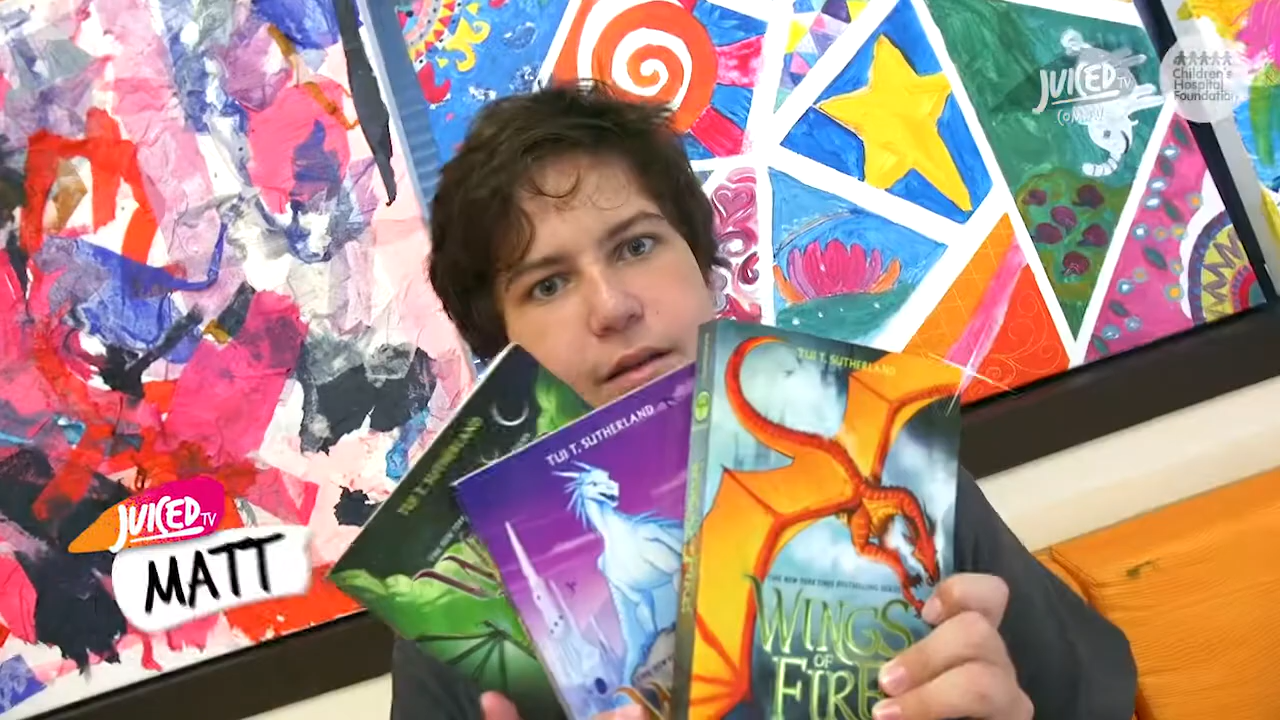 JUICED TV
COMPANY
Children's
Hospital
Foundation
TUI T. SUTHERLAND
TUI T. SUTHERLAND
TUI T. SUTHERLAND
THE NEW YORK TIMES BESTSELLING SERIES
WINGS
OF
FIRE
JUICED TV
MATT